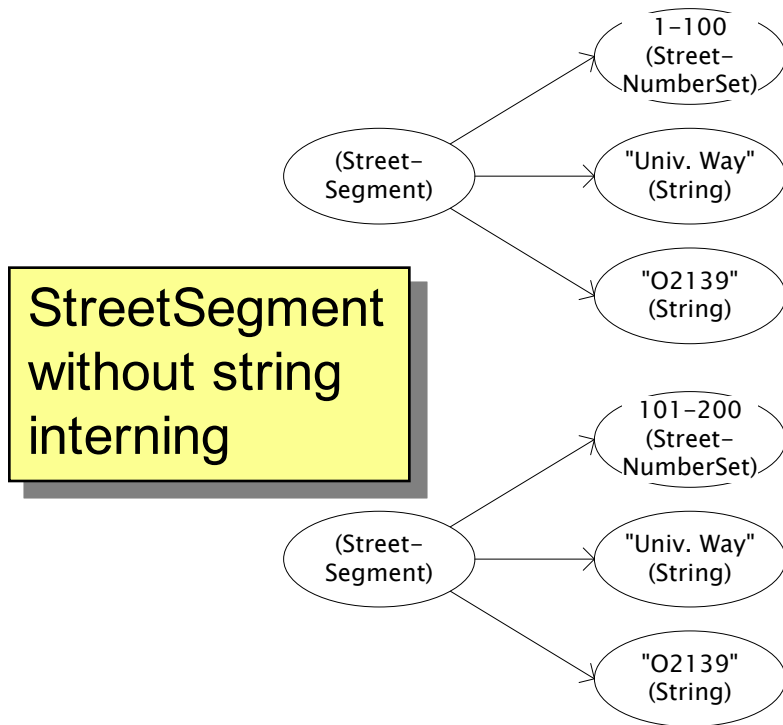 1–100
(Street–
NumberSet)
(Street–
Segment)
"Univ. Way"
(String)
"O2139"
(String)
StreetSegment
without string
interning
101–200
(Street–
NumberSet)
(Street–
Segment)
"Univ. Way"
(String)
"O2139"
(String)